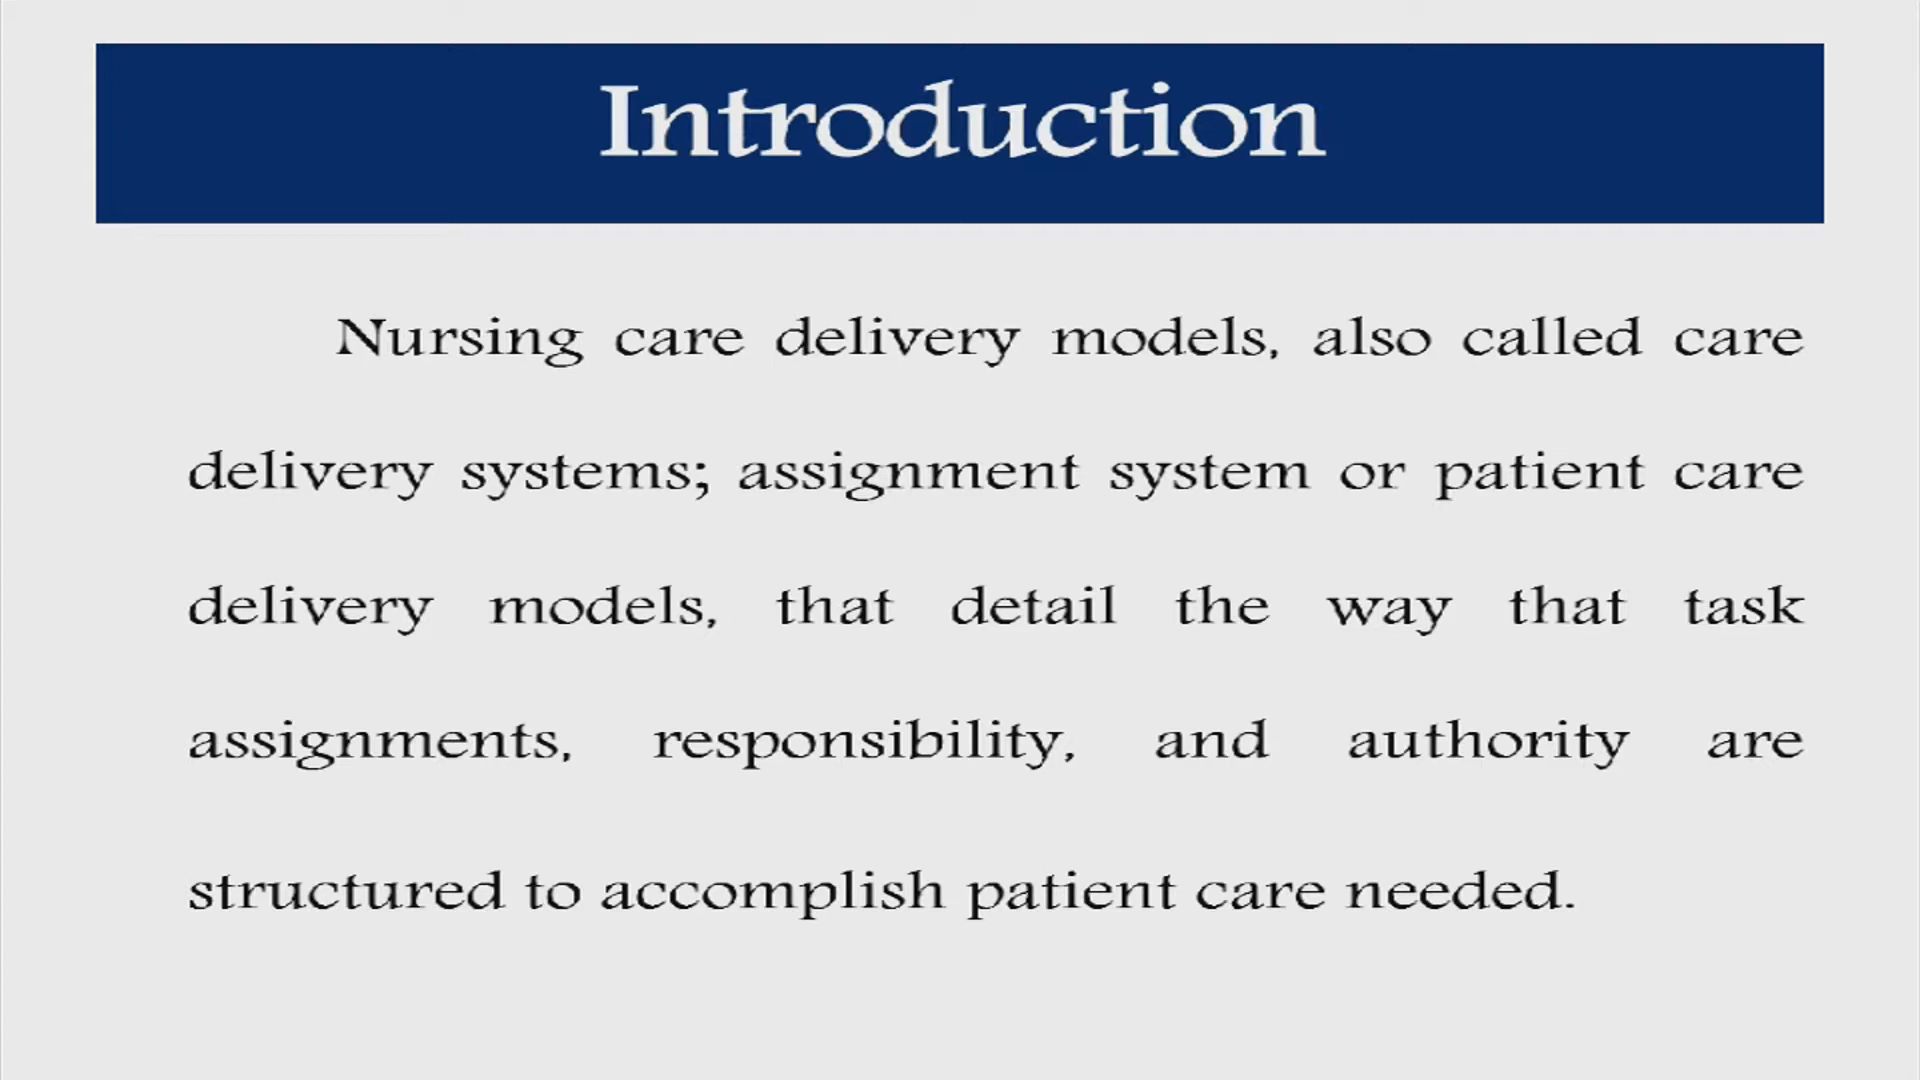 Introduction
Nursing care delivery models, also called care
delivery systems; assignment system or patient care
delivery models, that detail the way that task
assignments, responsibility, and authority are
structured to accomplish patient care needed.